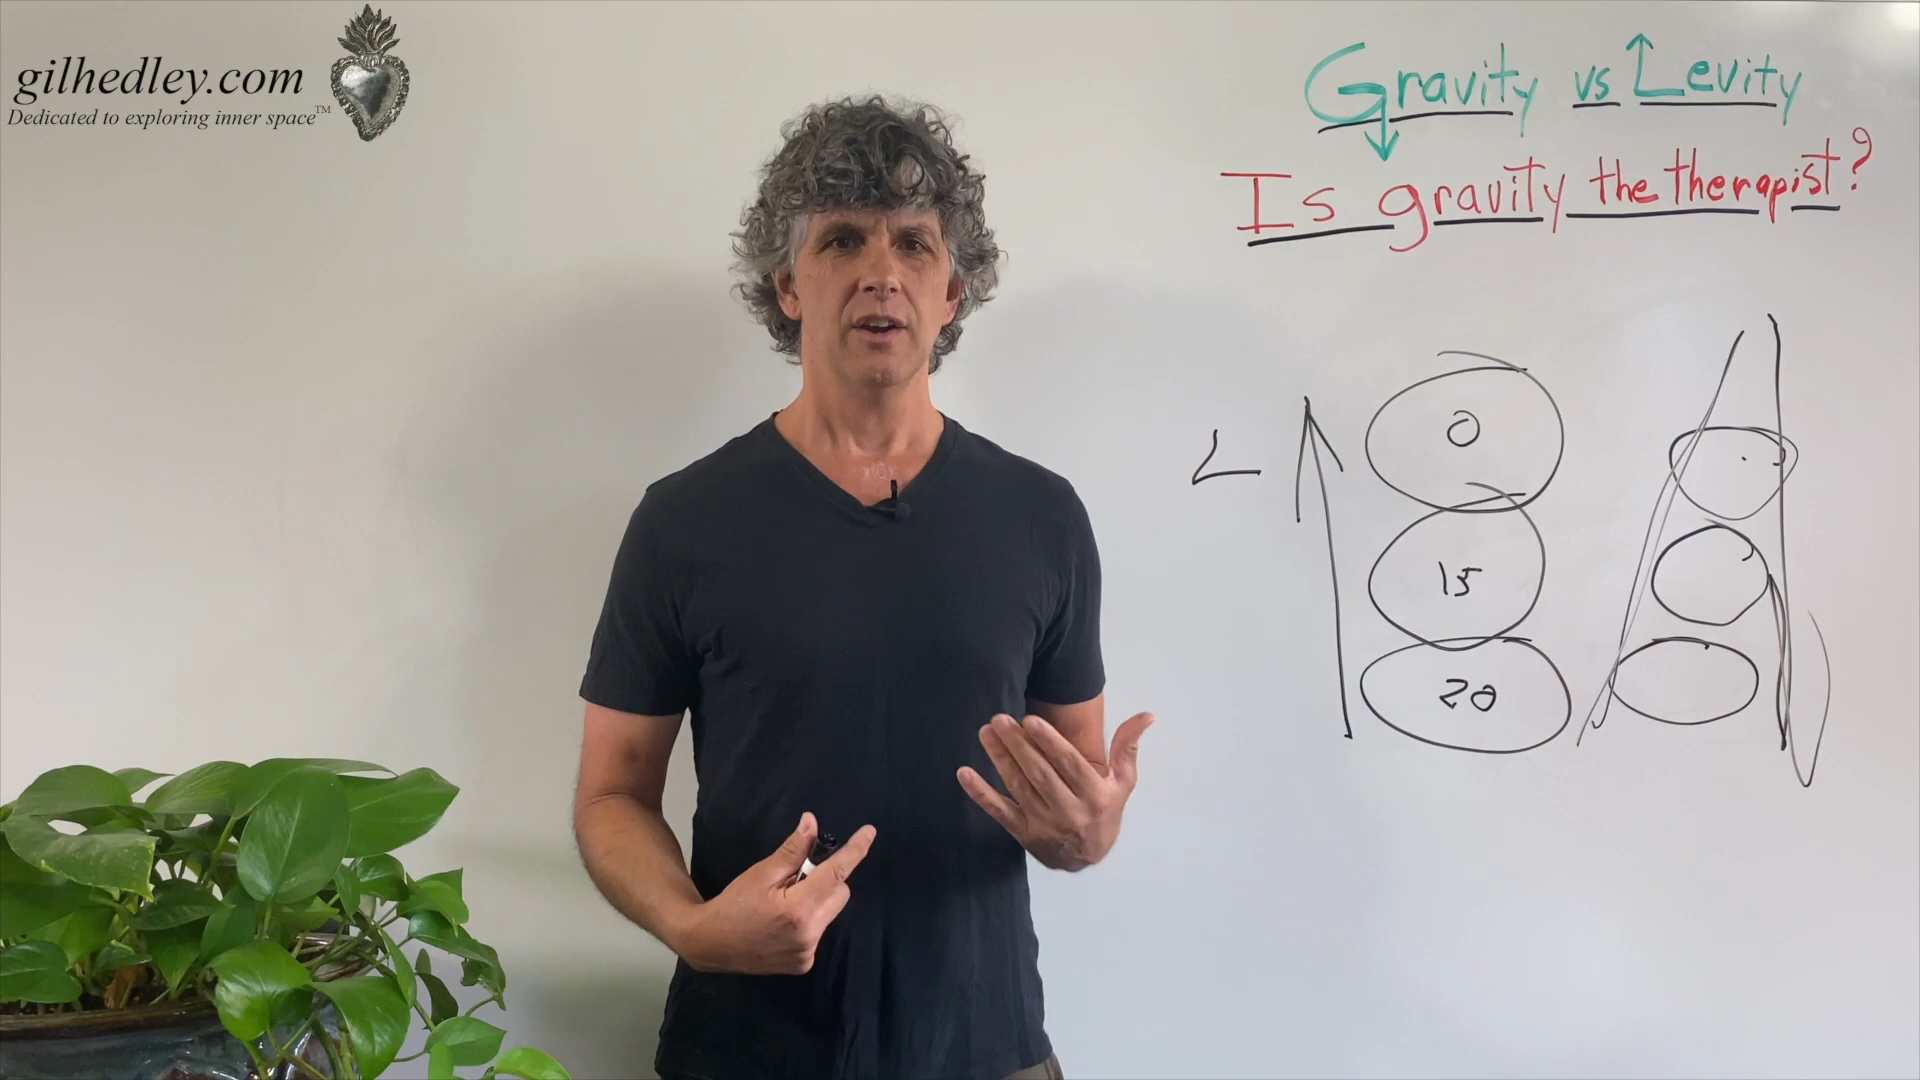 gilhedley.com
Dedicated to exploring inner space™
Gravity vs Levity
Is gravity the therapist?
L
0
15
20